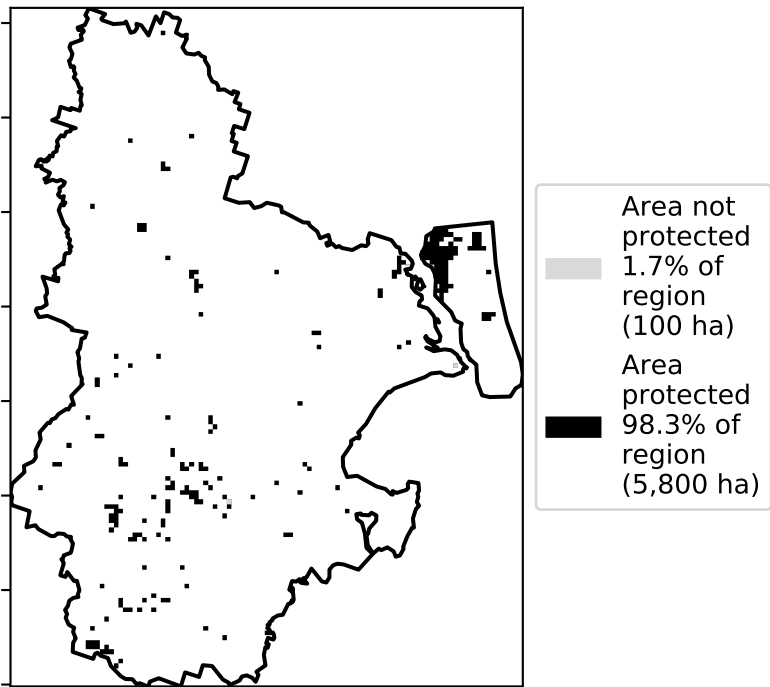 Area not
protected
1.7% of
region
(100 ha)
Area
protected
98.3% of
region
(5,800 ha)